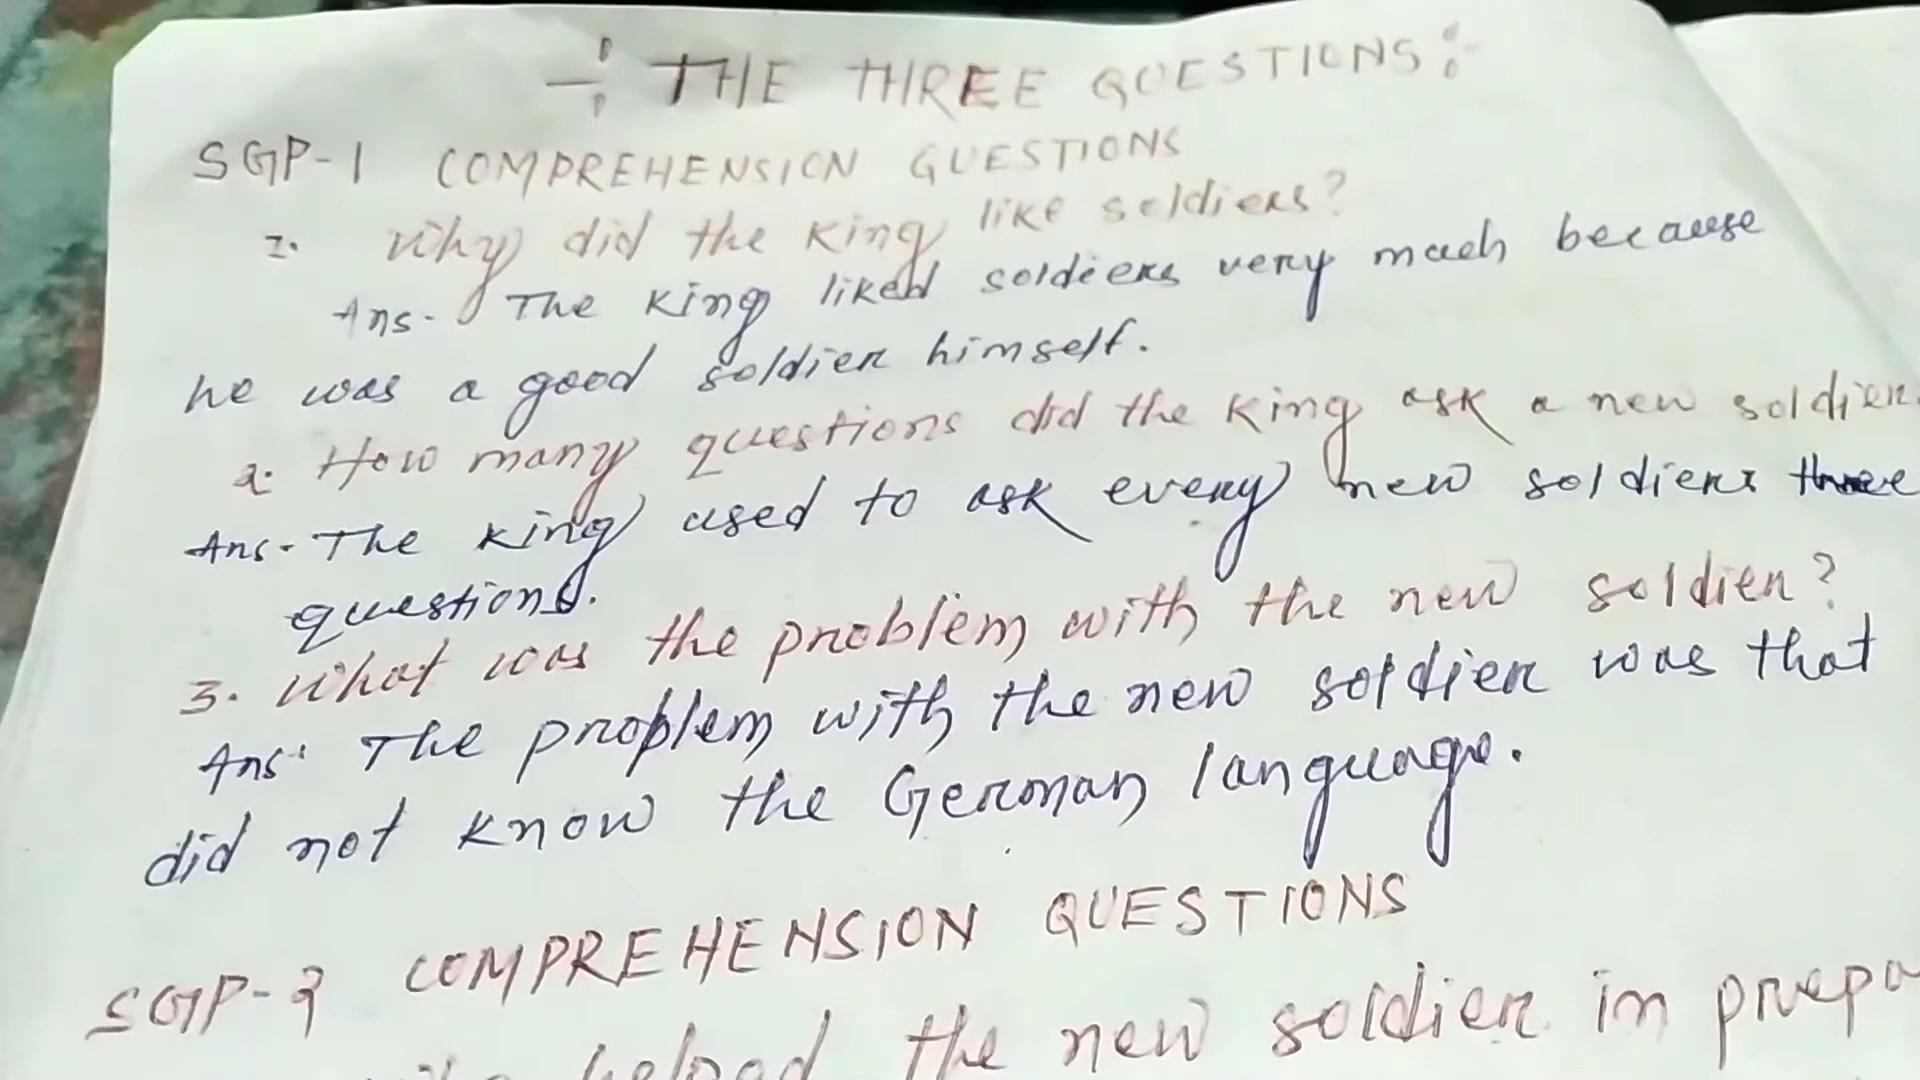 -: THE THREE QUESTIONS :-
SGP-1 COMPREHENSION QUESTIONS
1. Why did the King like soldiers?
Ans- The King liked soldiers very much because
he was a good soldier himself.
2. How many questions did the King ask a new soldier
Ans- The King used to ask every new soldiers three
questions.
3. What was the problem with the new soldier?
Ans: The problem with the new soldier was that
did not know the German language.
SGP-2 COMPREHENSION QUESTIONS
helped the new soldier in prepa